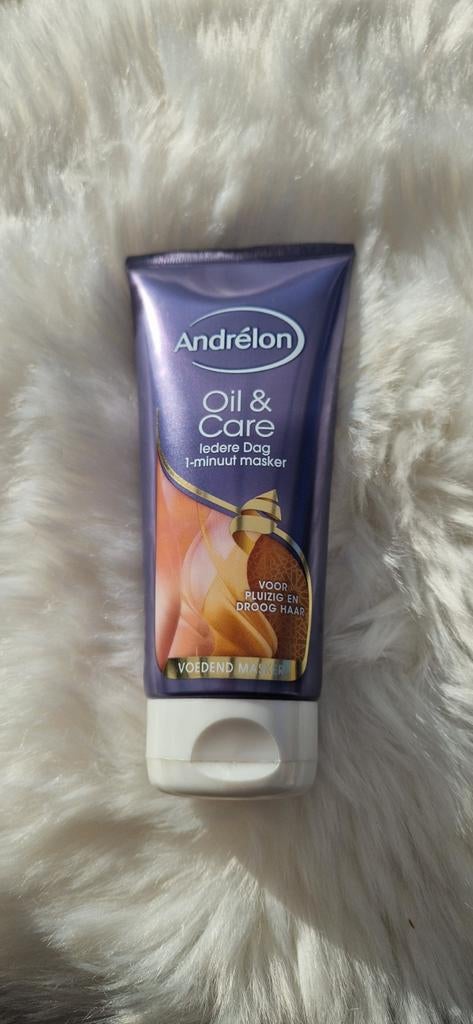 Andrélon
Oil &
Care
Iedere Dag
1-minuut masker
VOOR
PLUIZIG EN
DROOG HAAR
VOEDEND MASKER